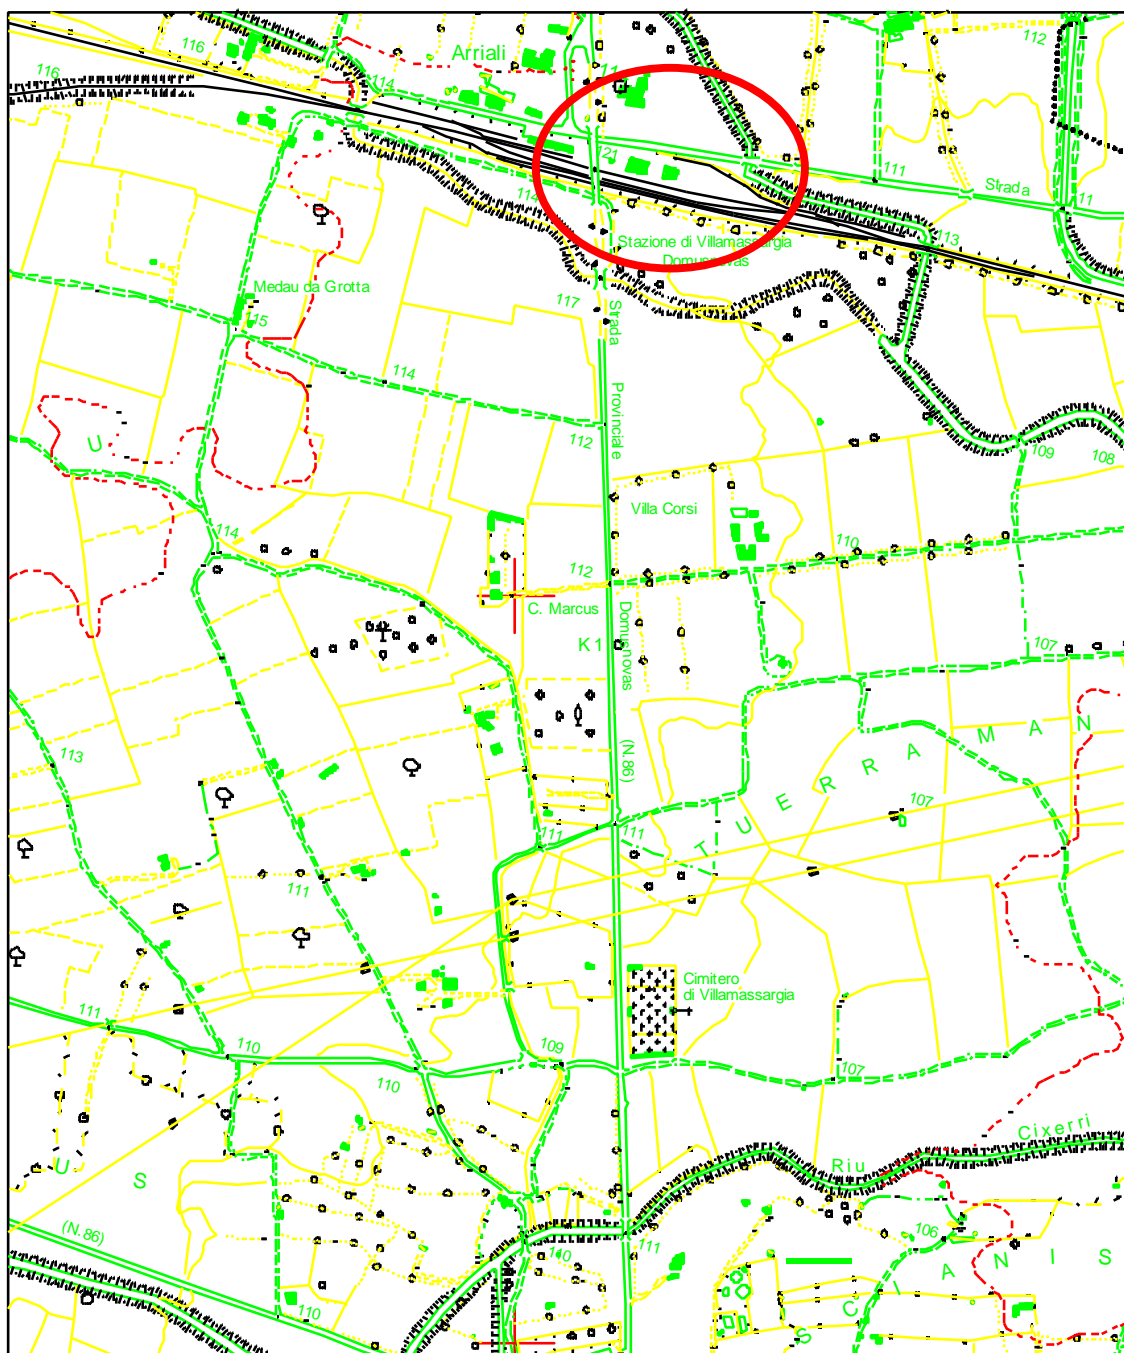 116
Arriali
112
116
114
121
111
Strada
11
114
113
Stazione di Villamassargia
Domusnovas
Medau da Grotta
117
Strada
115
114
Provinciale
U
112
109
108
Villa Corsi
114
110
112
C. Marcus
Domusnovas
K1
107
T U E R R A M A N
113
(N.86)
107
111
111
111
Cimitero
di Villamassargia
111
110
109
110
107
Cixerri
Riu
U
S
106
(N.86)
110
111
110
S C I A N I S